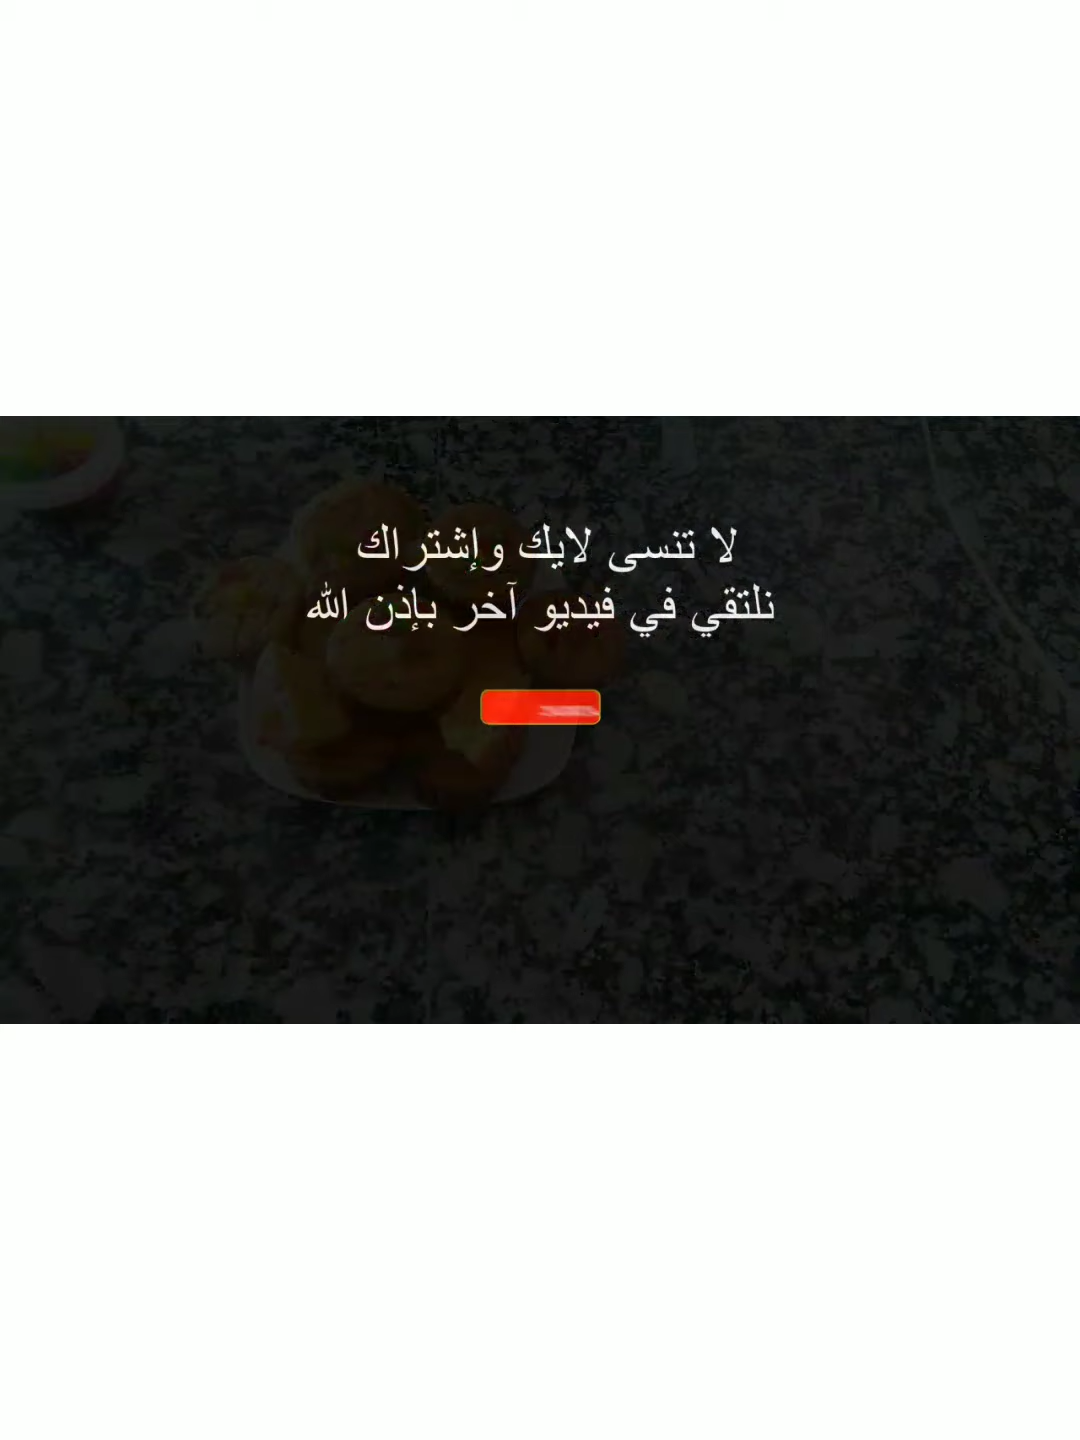 لا تنسى لايك وإشتراك
نلتقي في فيديو آخر بإذن الله